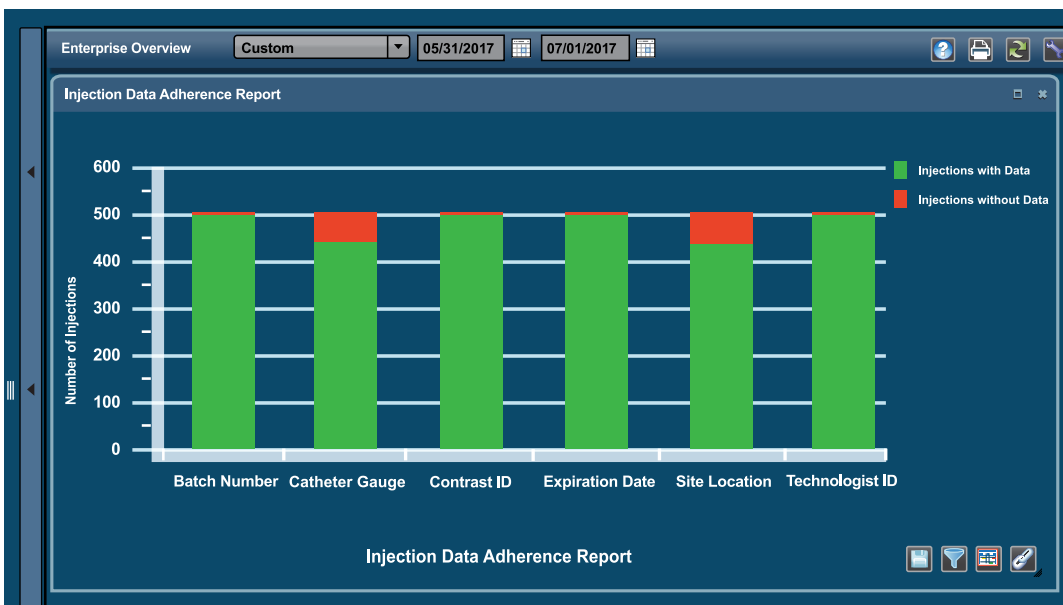 Enterprise Overview Custom 05/31/2017 07/01/2017
Injection Data Adherence Report
600
500
400
300
200
100
0
Number of Injections
Injections with Data
Injections without Data
Batch Number Catheter Gauge Contrast ID Expiration Date Site Location Technologist ID
Injection Data Adherence Report